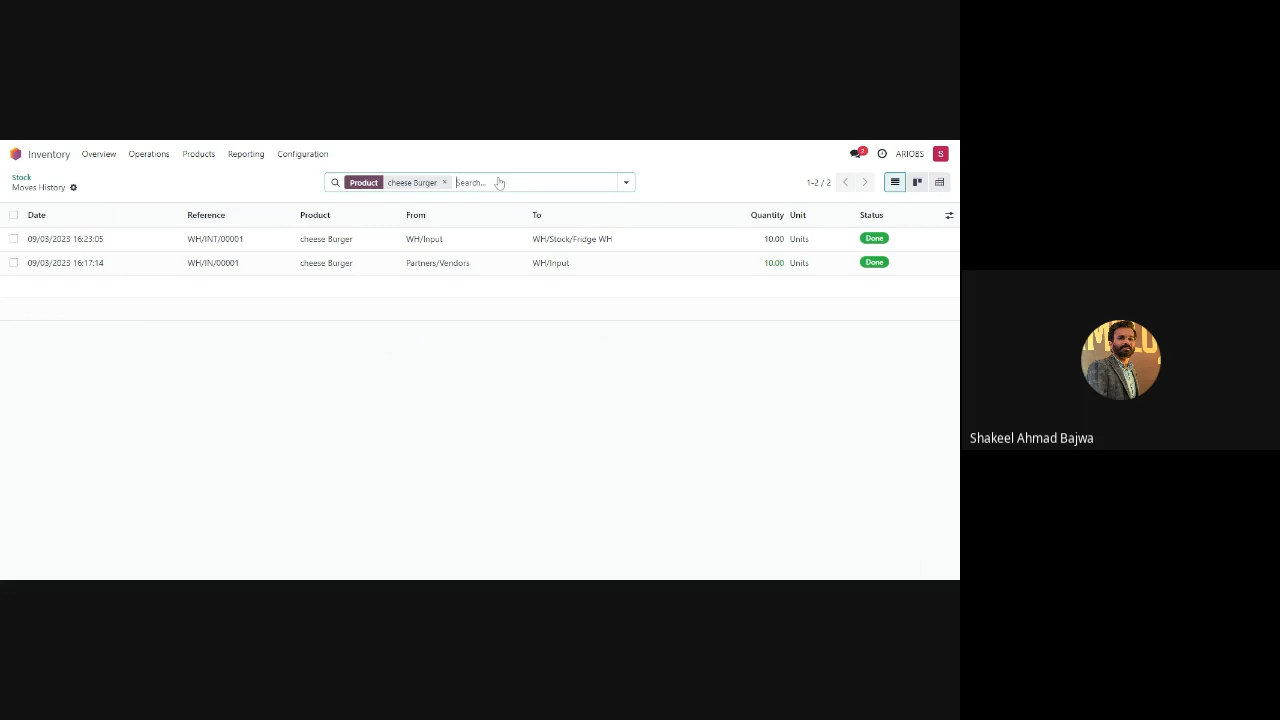 Inventory Overview Operations Products Reporting Configuration 2 ARIOBS S
Stock
Moves History Product cheese Burger × Search... 1-2 / 2
Date Reference Product From To Quantity Unit Status
09/03/2023 16:23:05 WH/INT/00001 cheese Burger WH/Input WH/Stock/Fridge WH 10.00 Units Done
09/03/2023 16:17:14 WH/IN/00001 cheese Burger Partners/Vendors WH/Input 10.00 Units Done
Shakeel Ahmad Bajwa